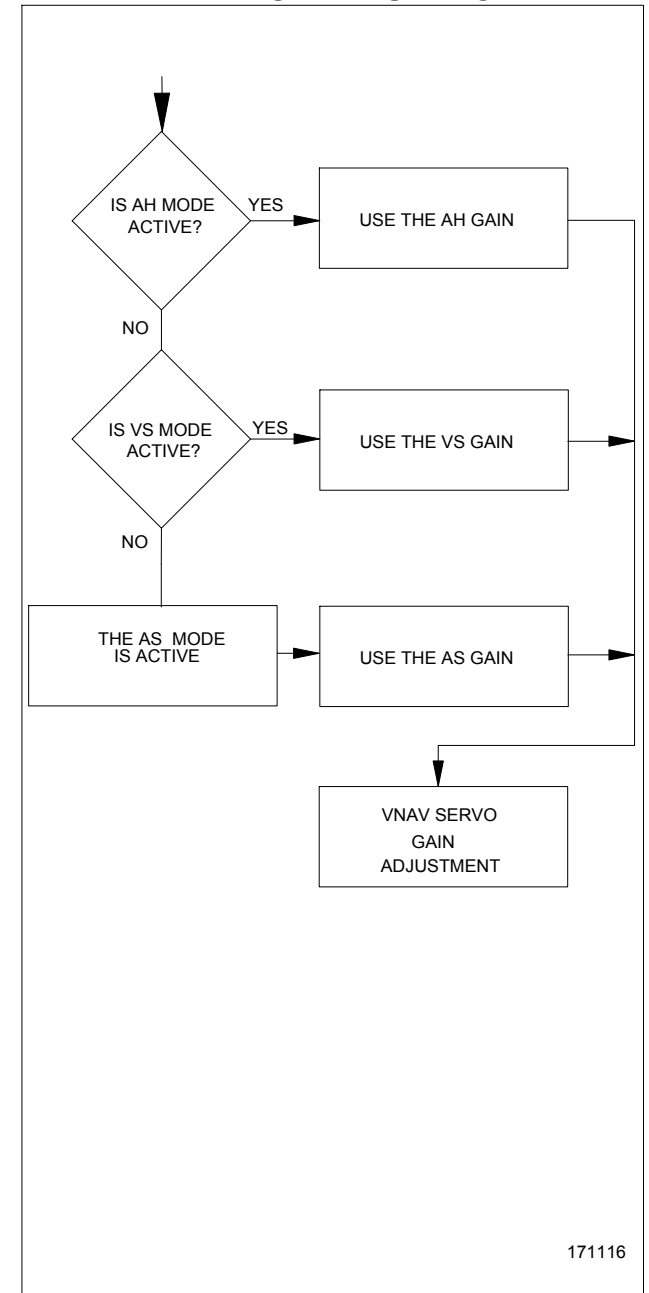 IS AH MODE
ACTIVE?
YES
USE THE AH GAIN
NO
IS VS MODE
ACTIVE?
YES
USE THE VS GAIN
NO
THE AS MODE
IS ACTIVE
USE THE AS GAIN
VNAV SERVO
GAIN
ADJUSTMENT
171116